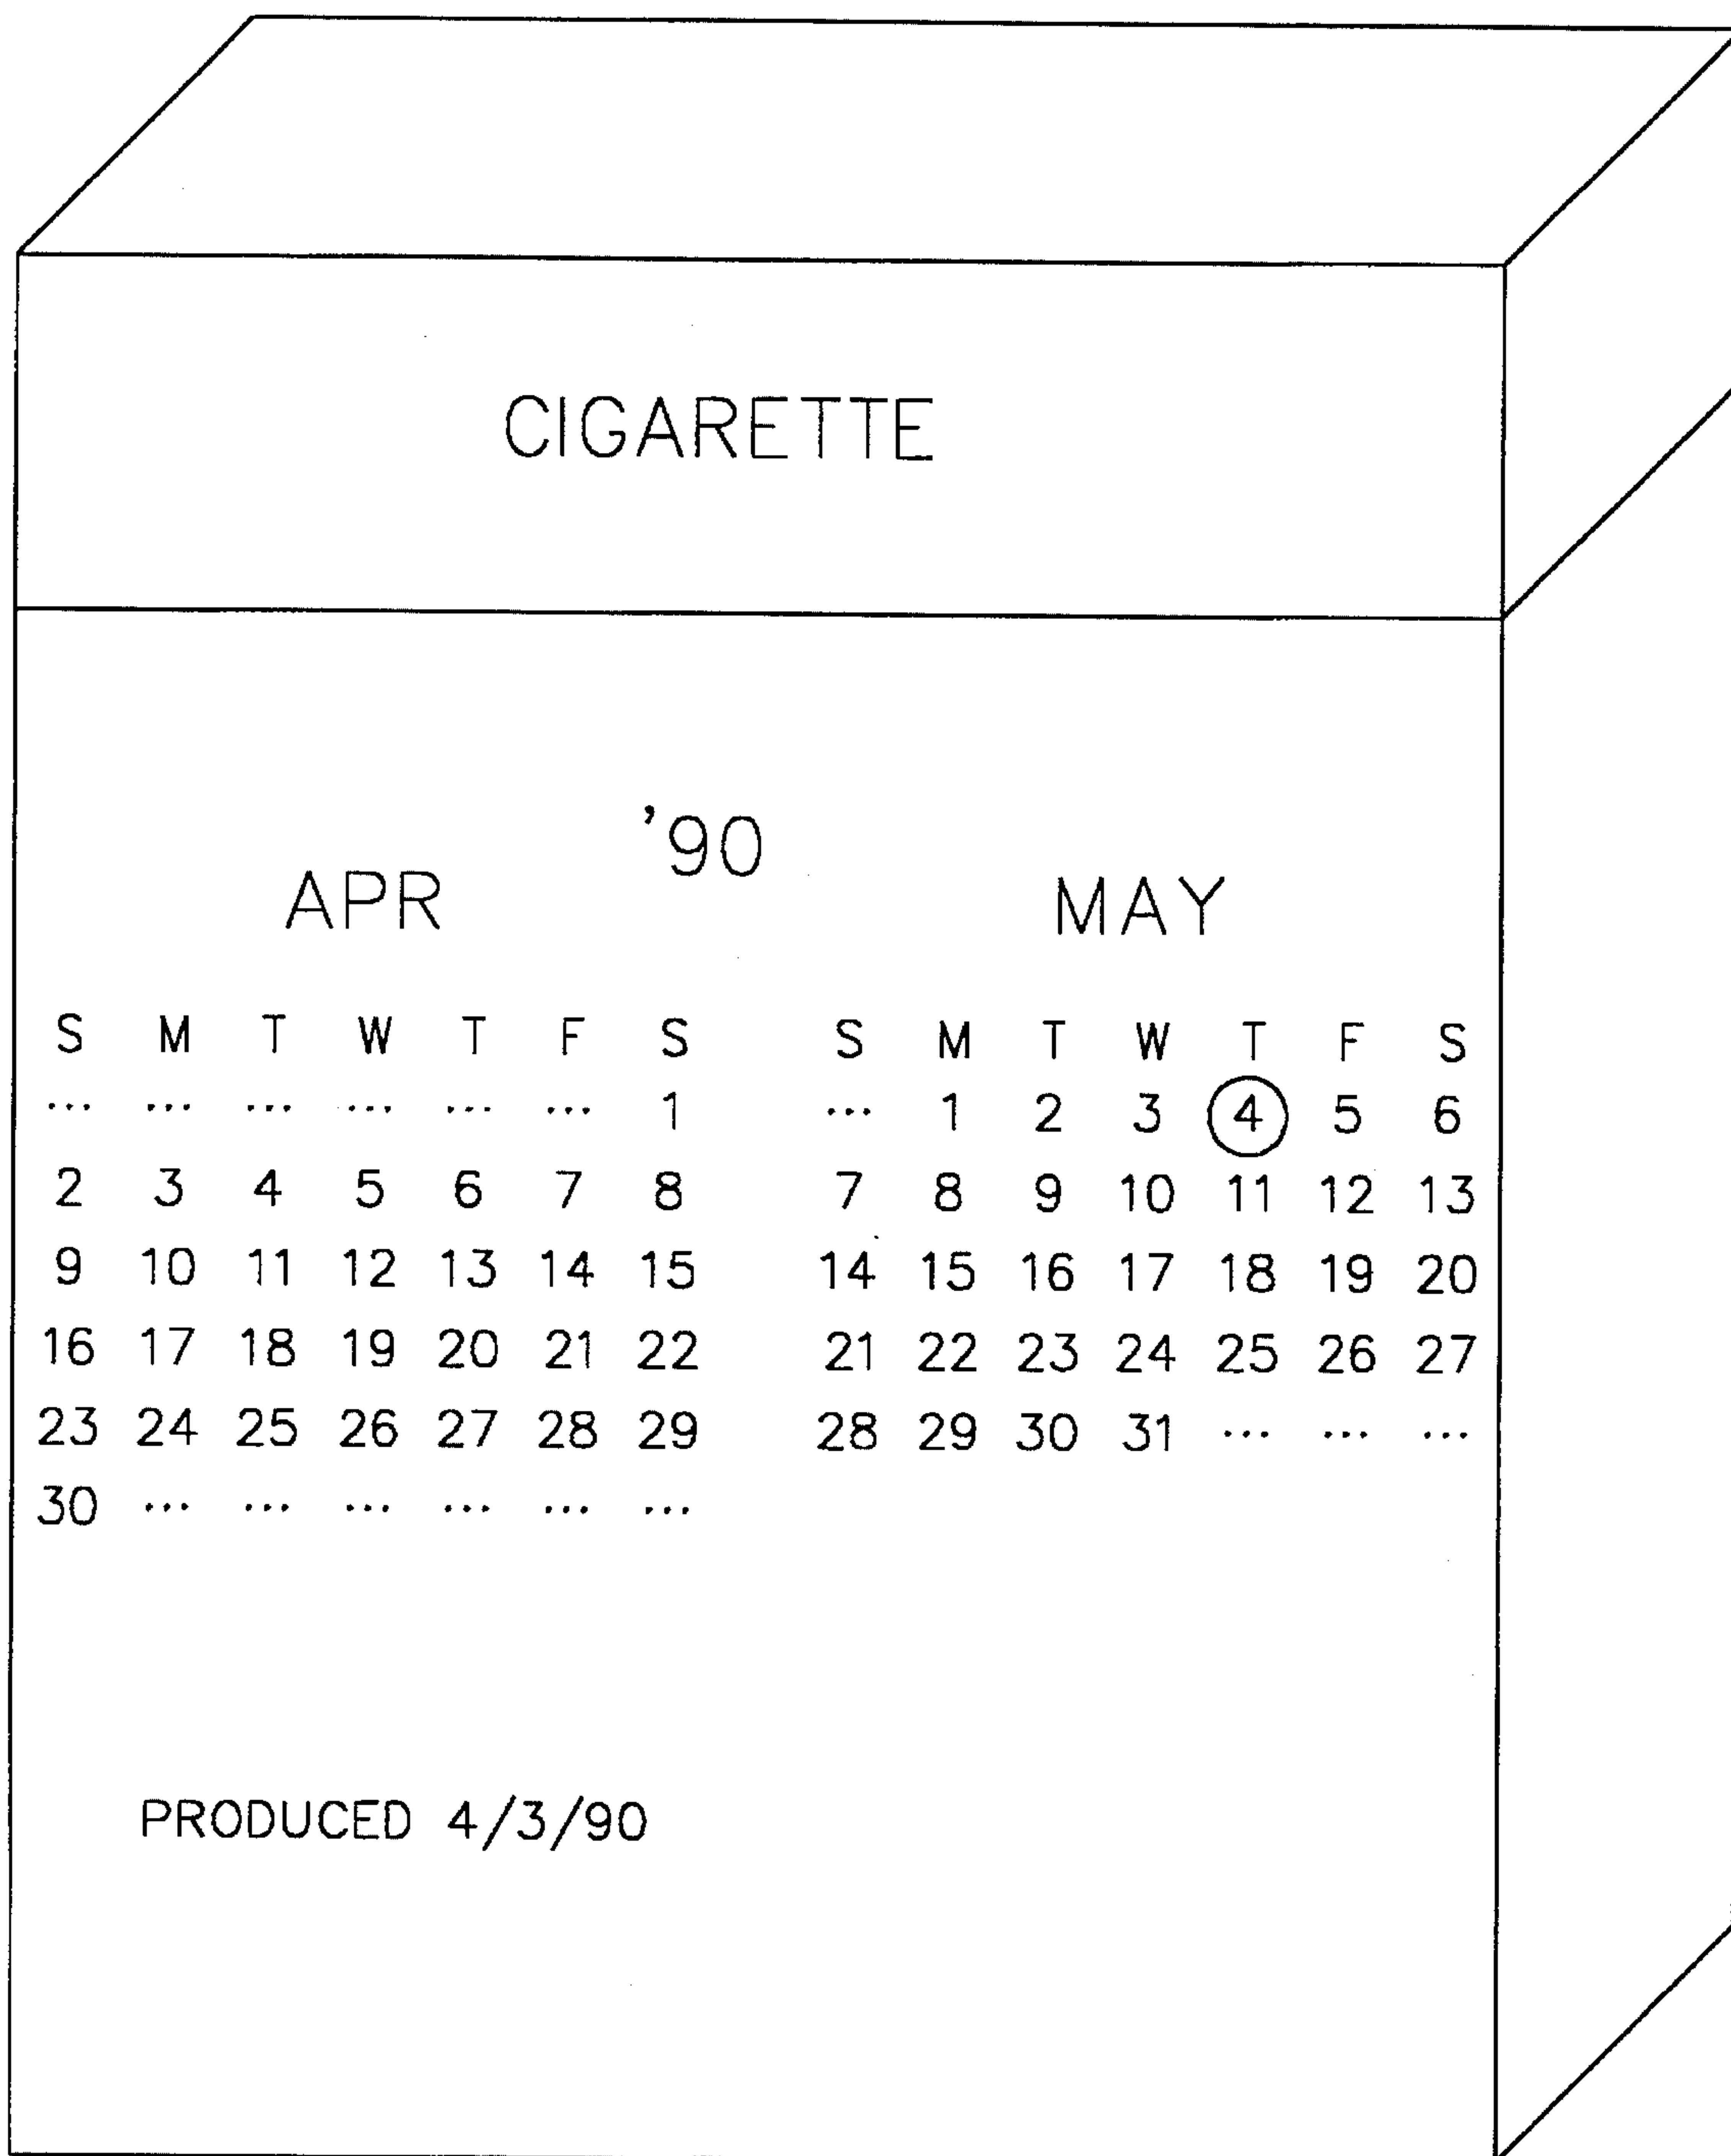 CIGARETTE
'90
APR MAY
S M T W T F S S M T W T F S
... ... ... ... ... ... 1 ... 1 2 3 4 5 6
2 3 4 5 6 7 8 7 8 9 10 11 12 13
9 10 11 12 13 14 15 14 15 16 17 18 19 20
16 17 18 19 20 21 22 21 22 23 24 25 26 27
23 24 25 26 27 28 29 28 29 30 31 ... ... ...
30 ... ... ... ... ... ...
PRODUCED 4/3/90